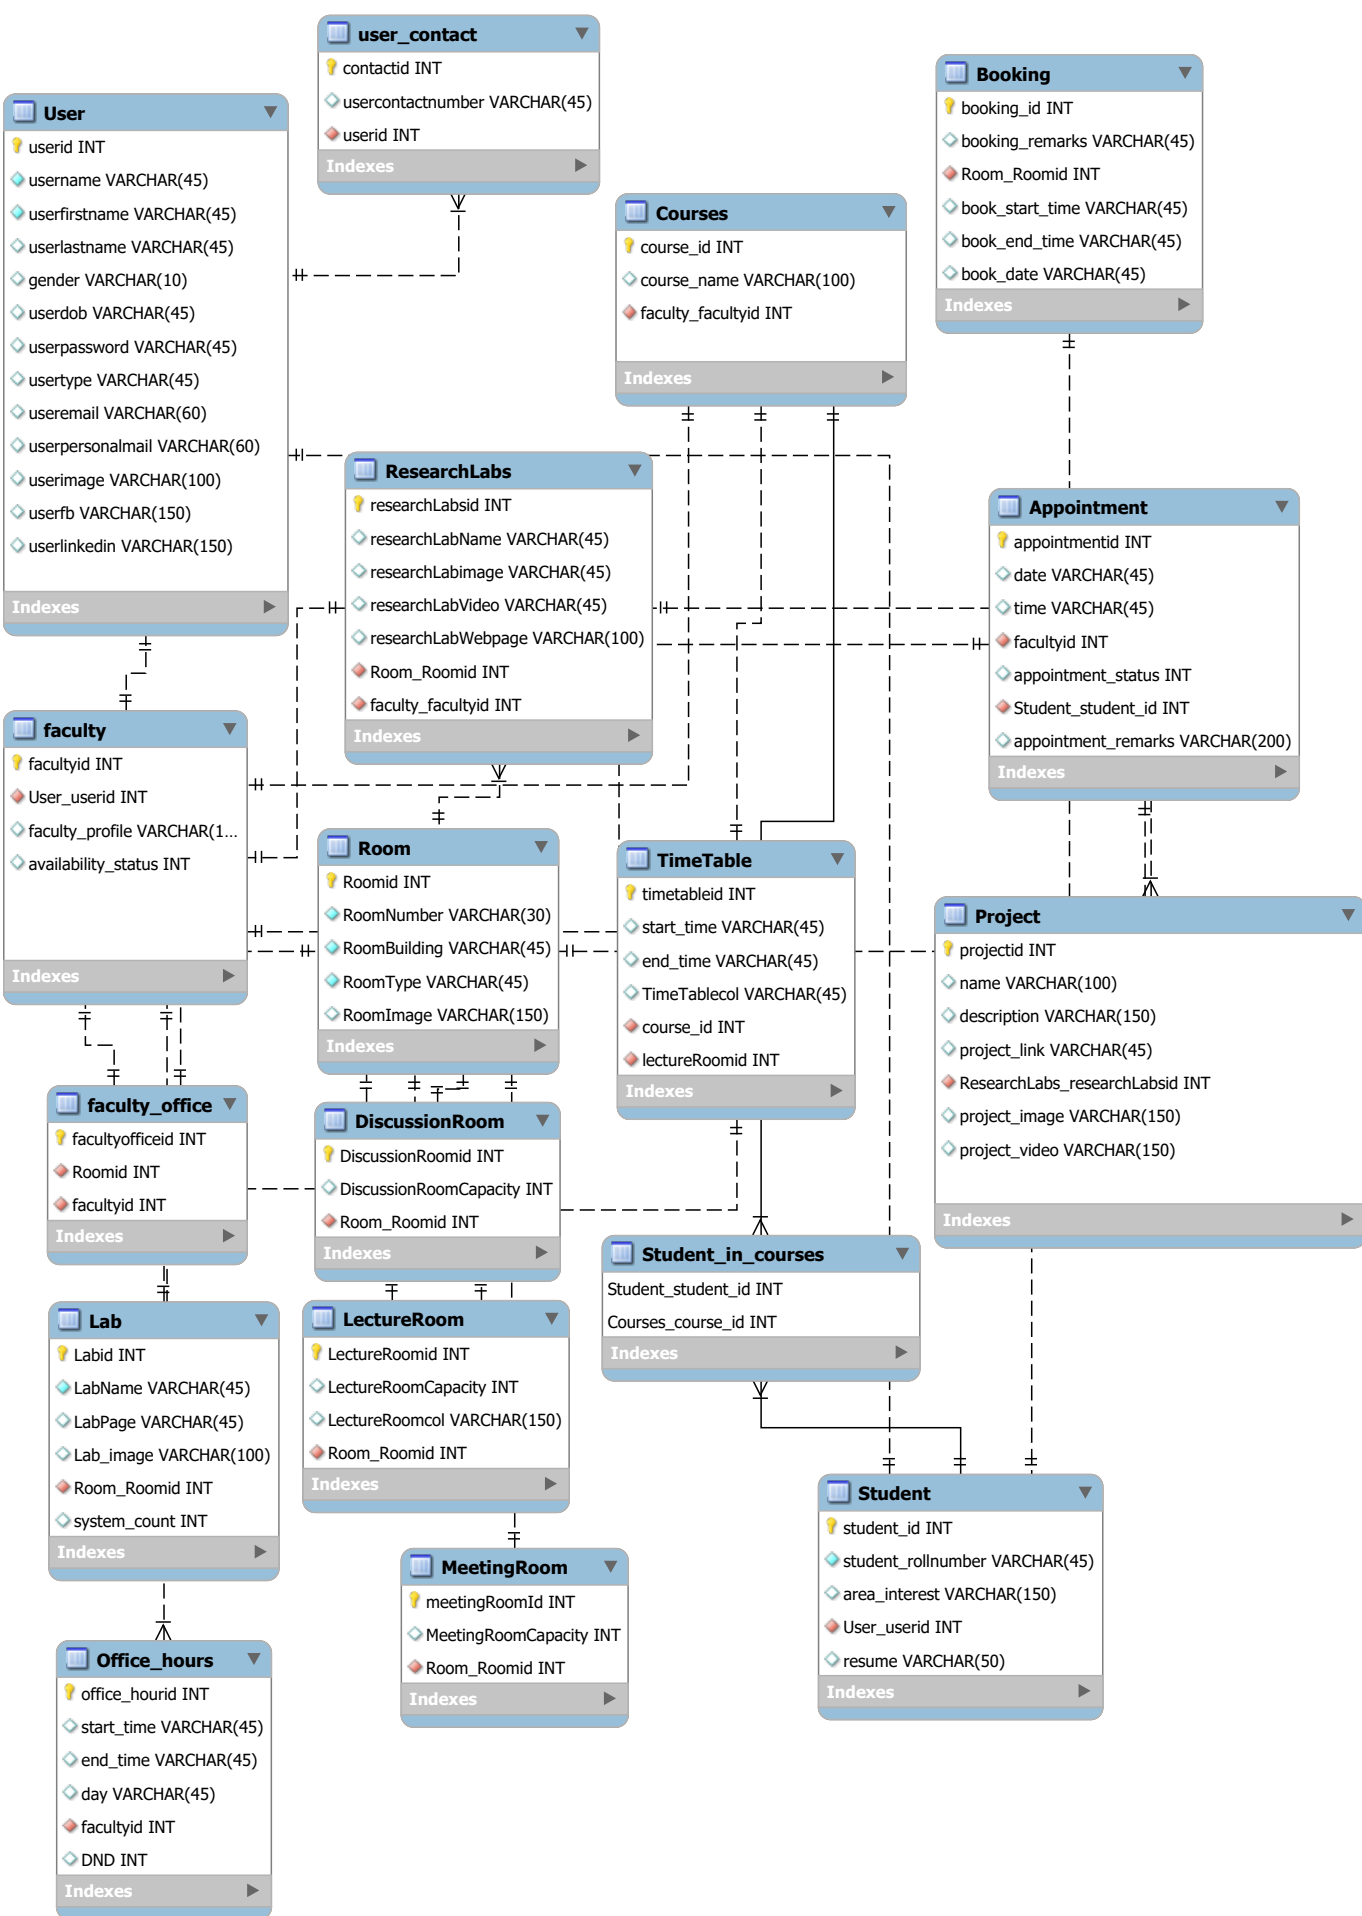 user_contact
contactid INT
usercontactnumber VARCHAR(45)
userid INT
Indexes
Booking
booking_id INT
booking_remarks VARCHAR(45)
Room_Roomid INT
book_start_time VARCHAR(45)
book_end_time VARCHAR(45)
book_date VARCHAR(45)
Indexes
User
userid INT
username VARCHAR(45)
userfirstname VARCHAR(45)
userlastname VARCHAR(45)
gender VARCHAR(10)
userdob VARCHAR(45)
userpassword VARCHAR(45)
usertype VARCHAR(45)
useremail VARCHAR(60)
userpersonalmail VARCHAR(60)
userimage VARCHAR(100)
userfb VARCHAR(150)
userlinkedin VARCHAR(150)
Indexes
Courses
course_id INT
course_name VARCHAR(100)
faculty_facultyid INT
Indexes
ResearchLabs
researchLabsid INT
researchLabName VARCHAR(45)
researchLabimage VARCHAR(45)
researchLabVideo VARCHAR(45)
researchLabWebpage VARCHAR(100)
Room_Roomid INT
faculty_facultyid INT
Indexes
Appointment
appointmentid INT
date VARCHAR(45)
time VARCHAR(45)
facultyid INT
appointment_status INT
Student_student_id INT
appointment_remarks VARCHAR(200)
Indexes
faculty
facultyid INT
User_userid INT
faculty_profile VARCHAR(1...
availability_status INT
Indexes
Room
Roomid INT
RoomNumber VARCHAR(30)
RoomBuilding VARCHAR(45)
RoomType VARCHAR(45)
RoomImage VARCHAR(150)
Indexes
TimeTable
timetableid INT
start_time VARCHAR(45)
end_time VARCHAR(45)
TimeTablecol VARCHAR(45)
course_id INT
lectureRoomid INT
Indexes
Project
projectid INT
name VARCHAR(100)
description VARCHAR(150)
project_link VARCHAR(45)
ResearchLabs_researchLabsid INT
project_image VARCHAR(150)
project_video VARCHAR(150)
Indexes
faculty_office
facultyofficeid INT
Roomid INT
facultyid INT
Indexes
DiscussionRoom
DiscussionRoomid INT
DiscussionRoomCapacity INT
Room_Roomid INT
Indexes
Student_in_courses
Student_student_id INT
Courses_course_id INT
Indexes
Lab
Labid INT
LabName VARCHAR(45)
LabPage VARCHAR(45)
Lab_image VARCHAR(100)
Room_Roomid INT
system_count INT
Indexes
LectureRoom
LectureRoomid INT
LectureRoomCapacity INT
LectureRoomcol VARCHAR(150)
Room_Roomid INT
Indexes
Student
student_id INT
student_rollnumber VARCHAR(45)
area_interest VARCHAR(150)
User_userid INT
resume VARCHAR(50)
Indexes
MeetingRoom
meetingRoomId INT
MeetingRoomCapacity INT
Room_Roomid INT
Indexes
Office_hours
office_hourid INT
start_time VARCHAR(45)
end_time VARCHAR(45)
day VARCHAR(45)
facultyid INT
DND INT
Indexes